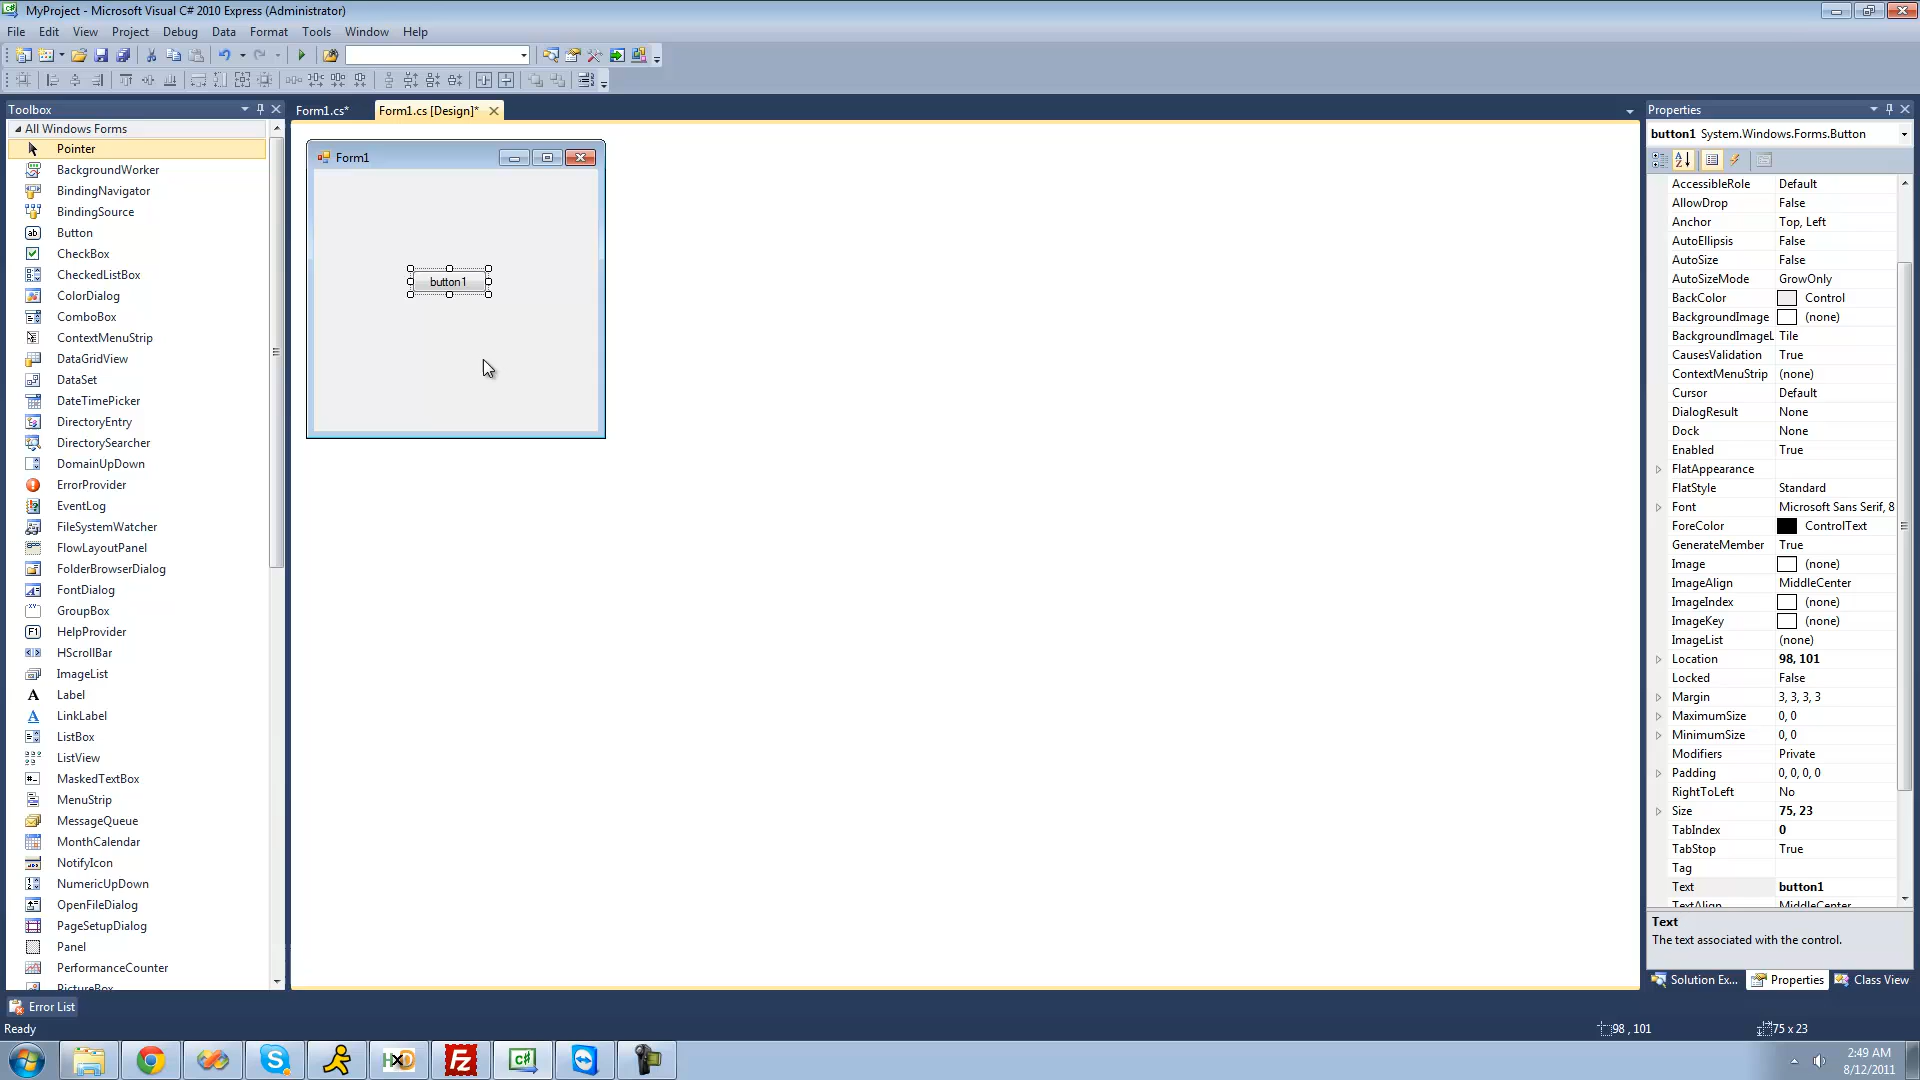 MyProject - Microsoft Visual C# 2010 Express (Administrator)
File Edit View Project Debug Data Format Tools Window Help
Toolbox
All Windows Forms
Pointer
BackgroundWorker
BindingNavigator
BindingSource
Button
CheckBox
CheckedListBox
ColorDialog
ComboBox
ContextMenuStrip
DataGridView
DataSet
DateTimePicker
DirectoryEntry
DirectorySearcher
DomainUpDown
ErrorProvider
EventLog
FileSystemWatcher
FlowLayoutPanel
FolderBrowserDialog
FontDialog
GroupBox
HelpProvider
HScrollBar
ImageList
Label
LinkLabel
ListBox
ListView
MaskedTextBox
MenuStrip
MessageQueue
MonthCalendar
NotifyIcon
NumericUpDown
OpenFileDialog
PageSetupDialog
Panel
PerformanceCounter
PictureBox
Form1.cs* Form1.cs [Design]*
Form1
button1
Properties
button1 System.Windows.Forms.Button
AccessibleRole Default
AllowDrop False
Anchor Top, Left
AutoEllipsis False
AutoSize False
AutoSizeMode GrowOnly
BackColor Control
BackgroundImage (none)
BackgroundImageL Tile
CausesValidation True
ContextMenuStrip (none)
Cursor Default
DialogResult None
Dock None
Enabled True
FlatAppearance
FlatStyle Standard
Font Microsoft Sans Serif, 8
ForeColor ControlText
GenerateMember True
Image (none)
ImageAlign MiddleCenter
ImageIndex (none)
ImageKey (none)
ImageList (none)
Location 98, 101
Locked False
Margin 3, 3, 3, 3
MaximumSize 0, 0
MinimumSize 0, 0
Modifiers Private
Padding 0, 0, 0, 0
RightToLeft No
Size 75, 23
TabIndex 0
TabStop True
Tag
Text button1
TextAlign MiddleCenter
Text
The text associated with the control.
Solution Ex... Properties Class View
Error List
Ready 98 , 101 75 x 23
2:49 AM
8/12/2011